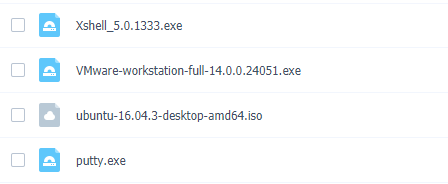 Xshell_5.0.1333.exe
VMware-workstation-full-14.0.0.24051.exe
ubuntu-16.04.3-desktop-amd64.iso
putty.exe